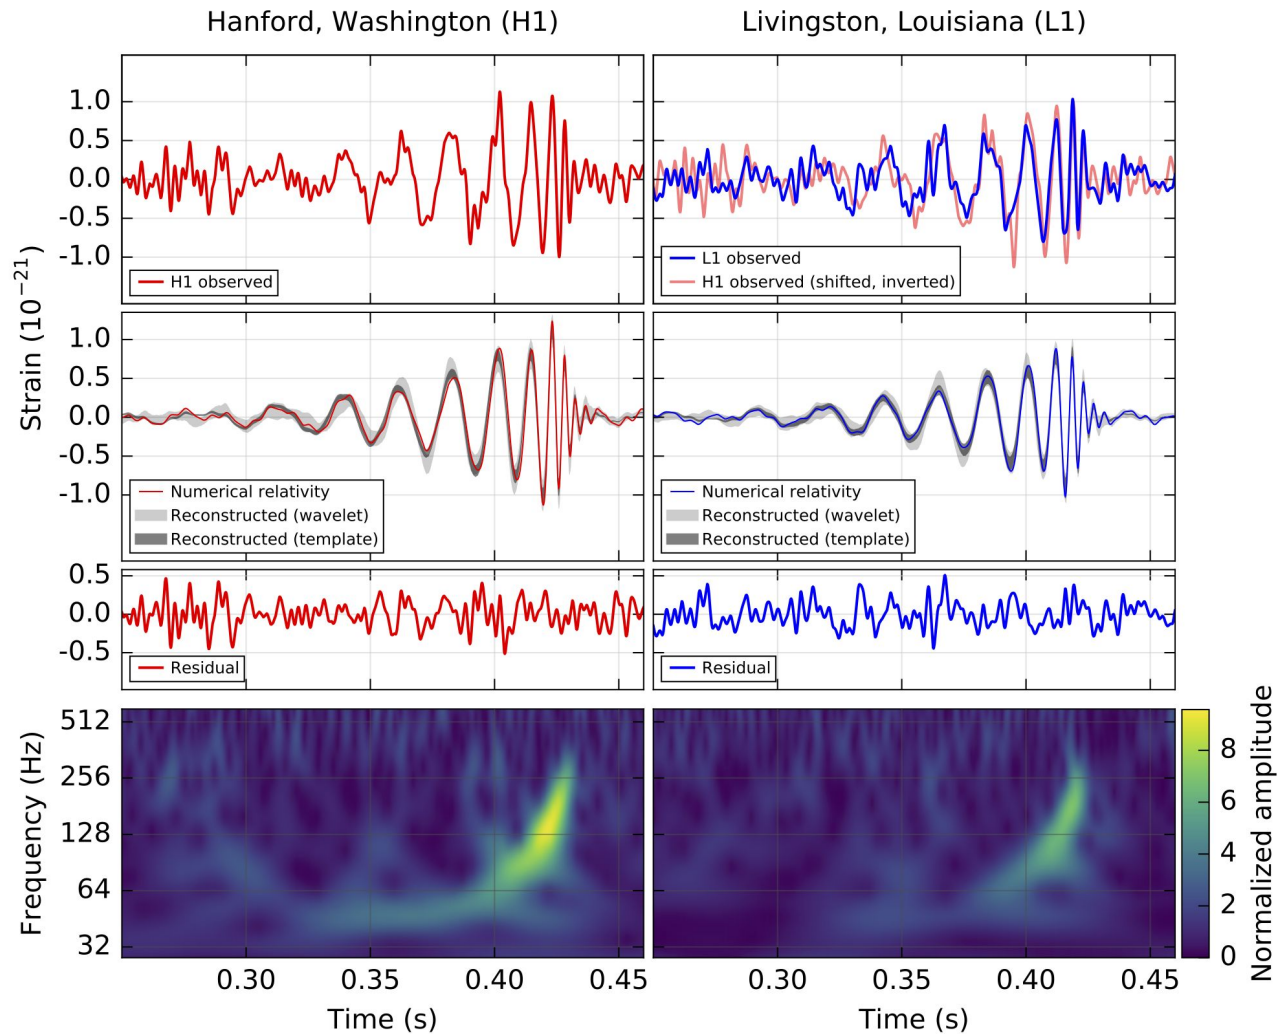 Hanford, Washington (H1)
Livingston, Louisiana (L1)
Strain (10⁻²¹)
1.0
0.5
0.0
-0.5
-1.0
H1 observed
L1 observed
H1 observed (shifted, inverted)
1.0
0.5
0.0
-0.5
-1.0
Numerical relativity
Reconstructed (wavelet)
Reconstructed (template)
Numerical relativity
Reconstructed (wavelet)
Reconstructed (template)
0.5
0.0
-0.5
Residual
Residual
Frequency (Hz)
512
256
128
64
32
Normalized amplitude
8
6
4
2
0
0.30 0.35 0.40 0.45
0.30 0.35 0.40 0.45
Time (s)
Time (s)